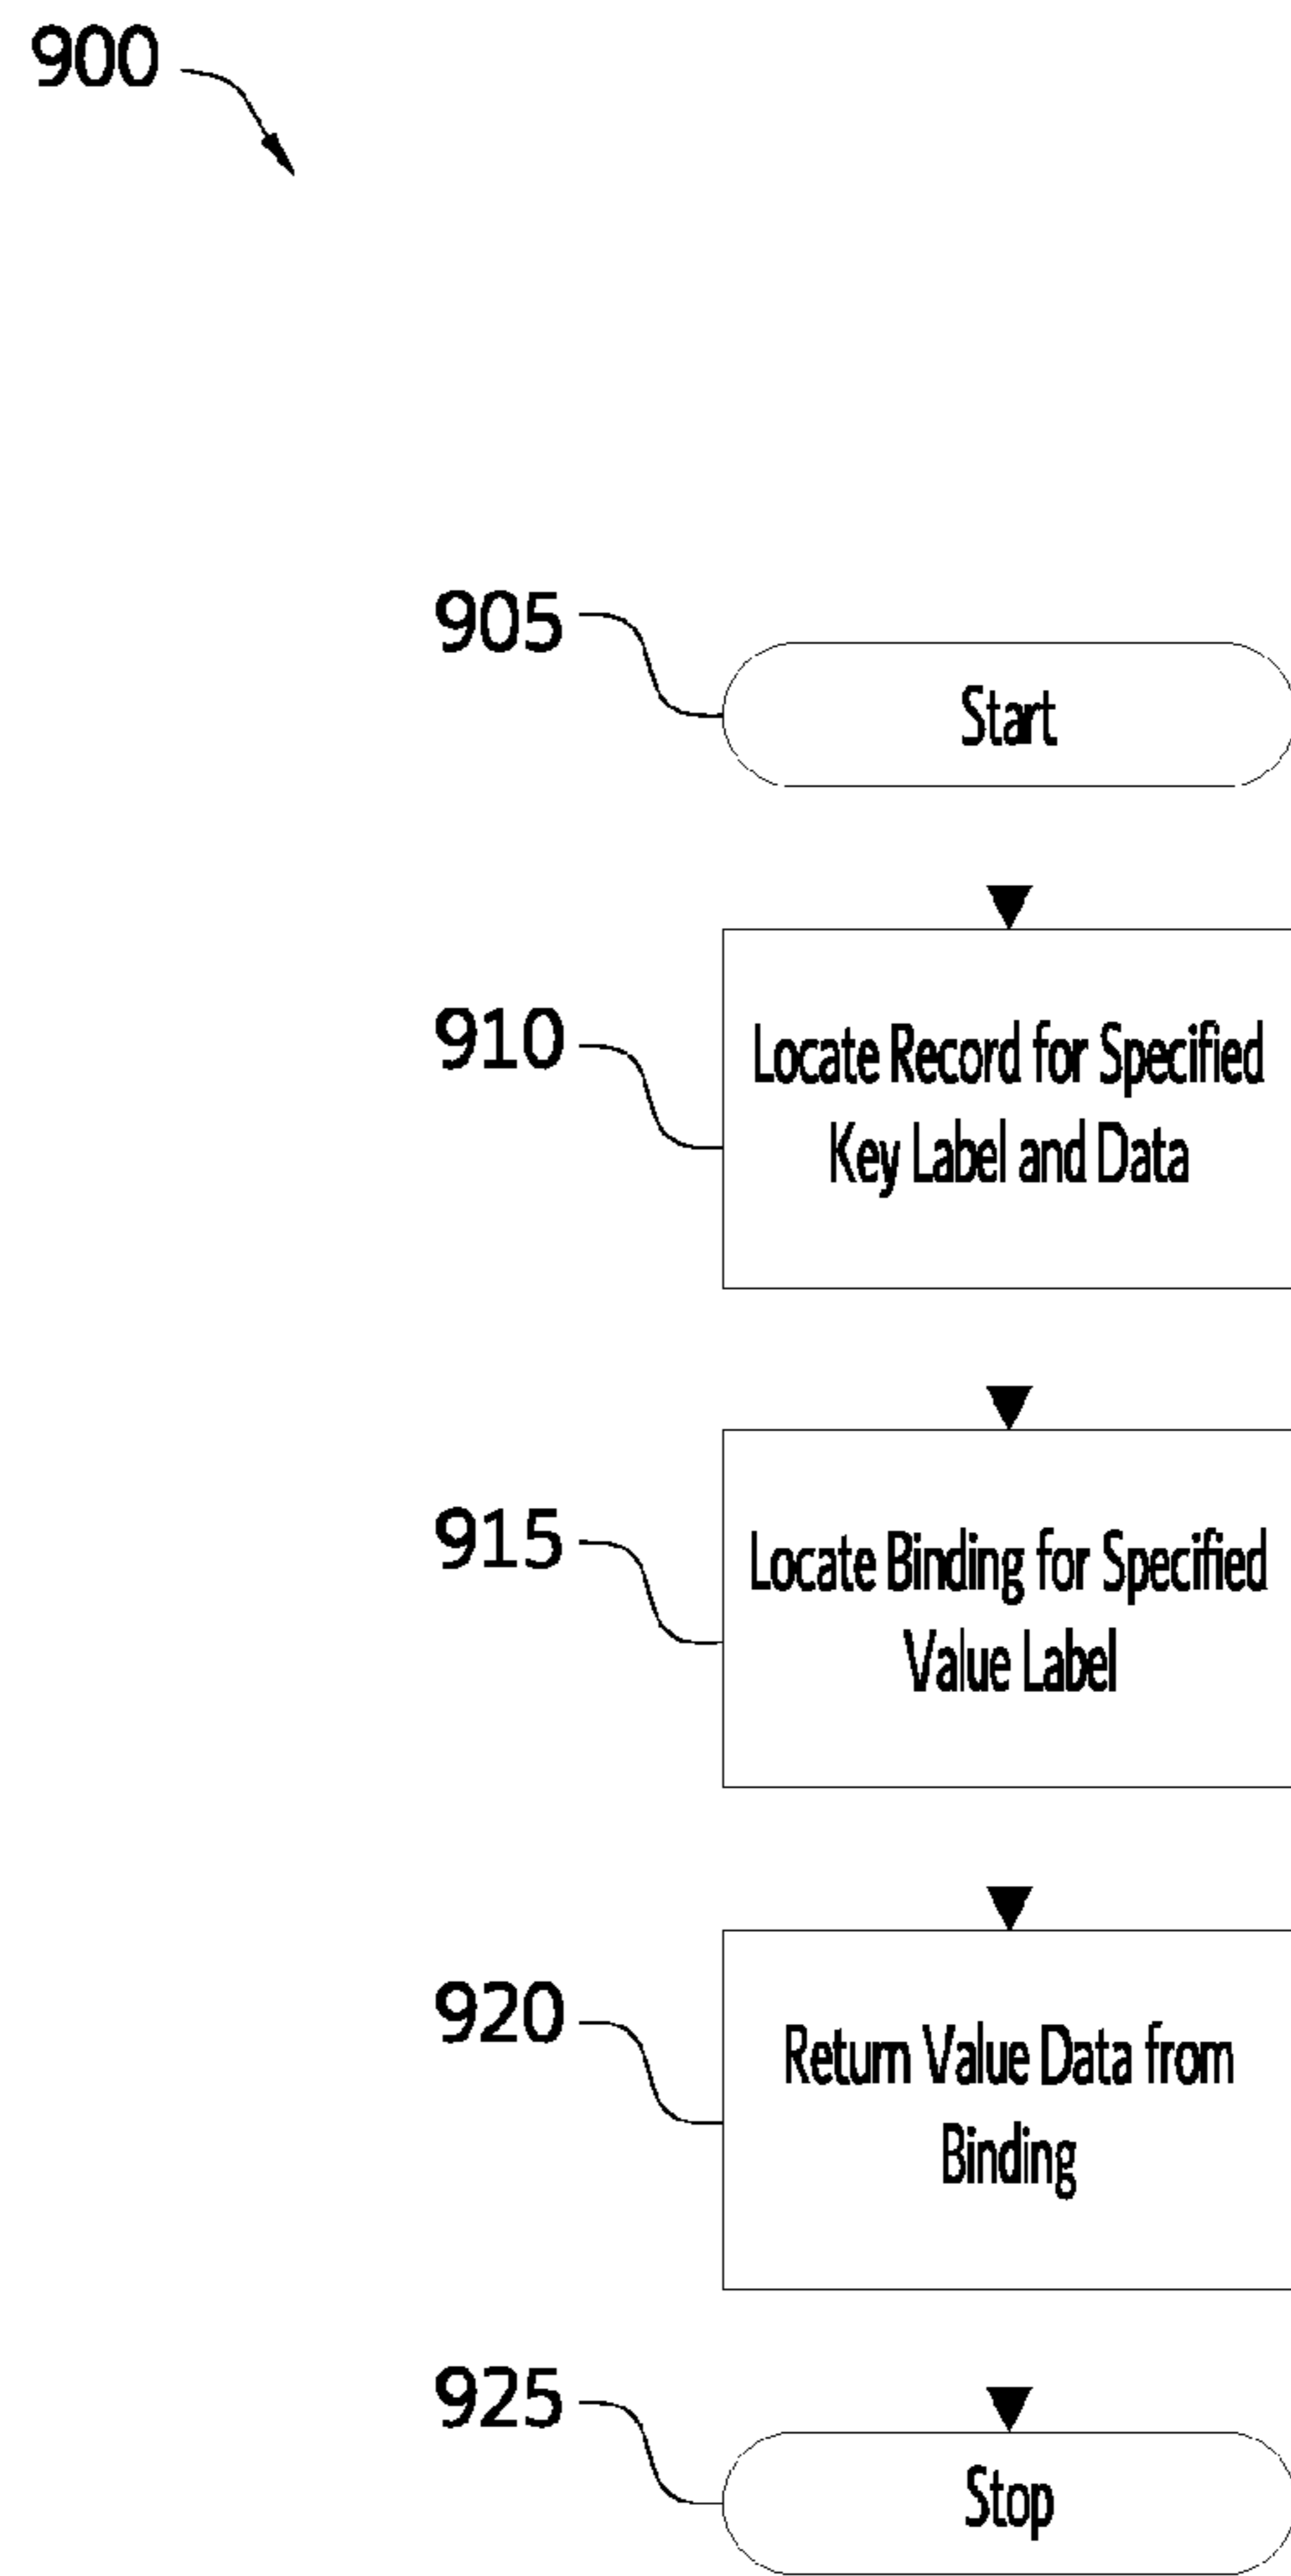 900
905
Start
910
Locate Record for Specified
Key Label and Data
915
Locate Binding for Specified
Value Label
920
Return Value Data from
Binding
925
Stop